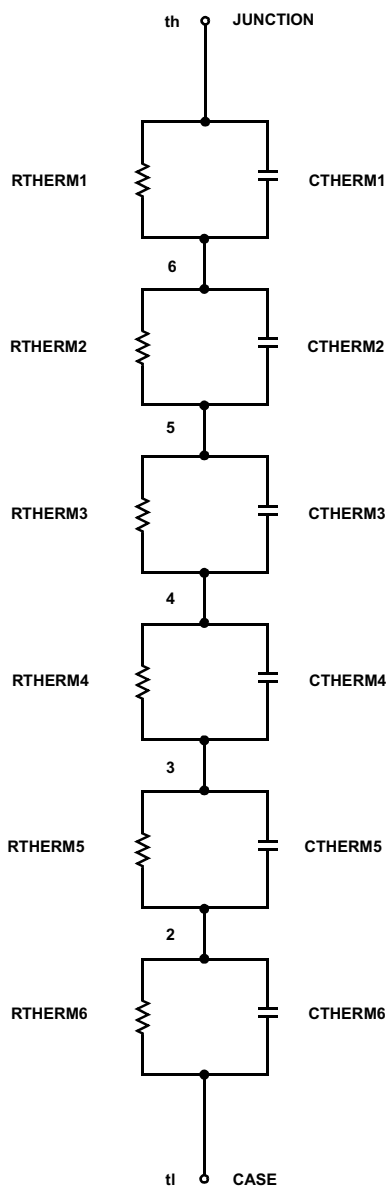 th JUNCTION
RTHERM1 CTHERM1
6
RTHERM2 CTHERM2
5
RTHERM3 CTHERM3
4
RTHERM4 CTHERM4
3
RTHERM5 CTHERM5
2
RTHERM6 CTHERM6
tl CASE